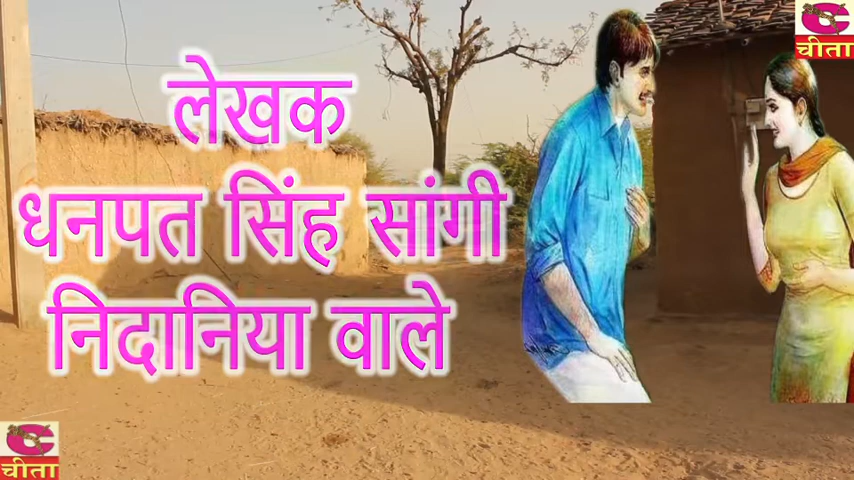 चीता
लेखक
धनपत सिंह सांगी
निदानिया वाले
चीता